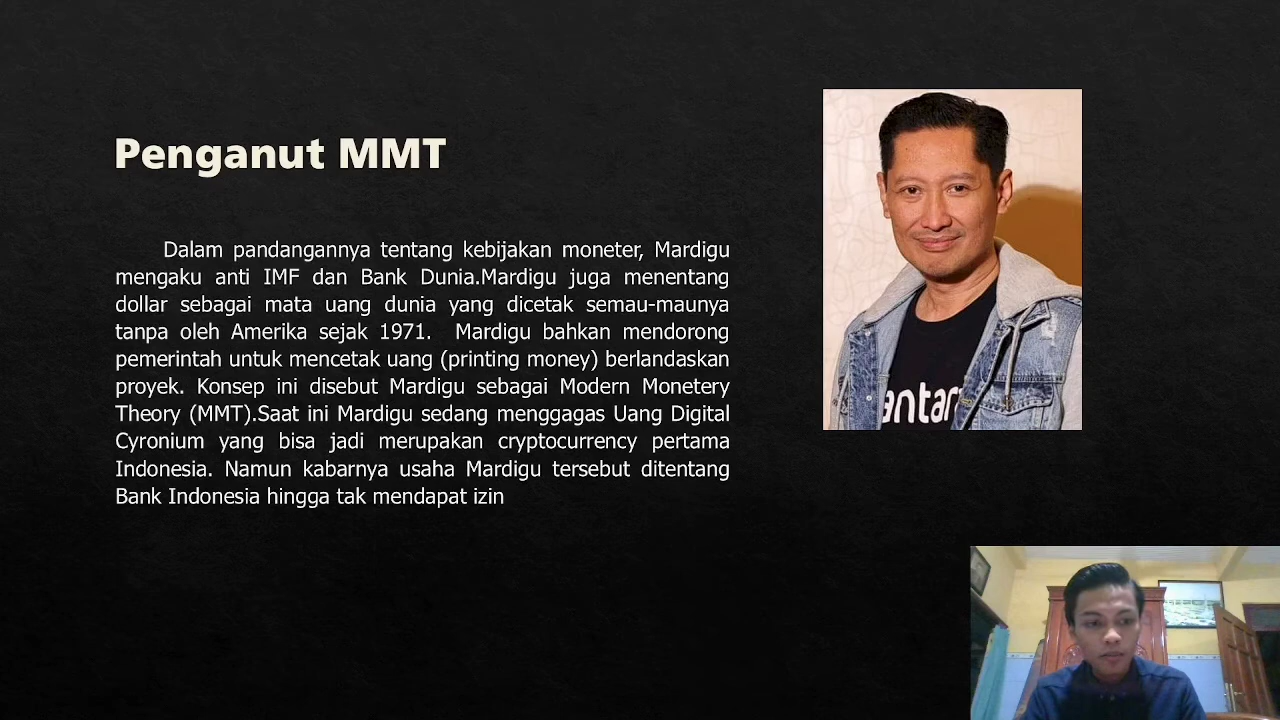 Penganut MMT
Dalam pandangannya tentang kebijakan moneter, Mardigu
mengaku anti IMF dan Bank Dunia.Mardigu juga menentang
dollar sebagai mata uang dunia yang dicetak semau-maunya
tanpa oleh Amerika sejak 1971. Mardigu bahkan mendorong
pemerintah untuk mencetak uang (printing money) berlandaskan
proyek. Konsep ini disebut Mardigu sebagai Modern Monetery
Theory (MMT).Saat ini Mardigu sedang menggagas Uang Digital
Cyronium yang bisa jadi merupakan cryptocurrency pertama
Indonesia. Namun kabarnya usaha Mardigu tersebut ditentang
Bank Indonesia hingga tak mendapat izin
antar